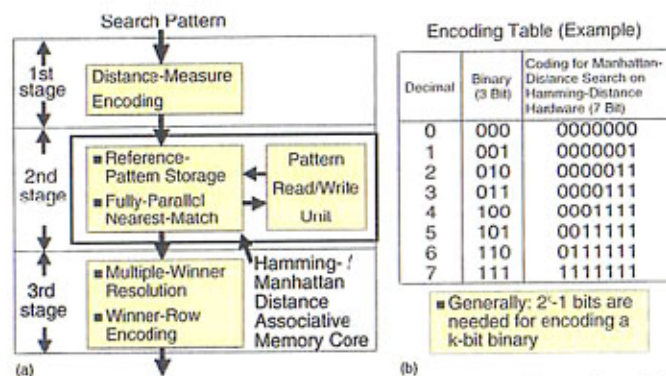 Search Pattern
1st stage
Distance-Measure
Encoding
2nd stage
■ Reference-
Pattern Storage
■ Fully-Parallel
Nearest-Match
Pattern
Read/Write
Unit
3rd stage
■ Multiple-Winner
Resolution
■ Winner-Row
Encoding
Hamming-/
Manhattan
Distance
Associative
Memory Core
(a)
Encoding Table (Example)
Decimal
Binary
(3 Bit)
Coding for Manhattan-
Distance Search on
Hamming-Distance
Hardware (7 Bit)
0 000 0000000
1 001 0000001
2 010 0000011
3 011 0000111
4 100 0001111
5 101 0011111
6 110 0111111
7 111 1111111
■ Generally: 2ᵏ-1 bits are
needed for encoding a
k-bit binary
(b)